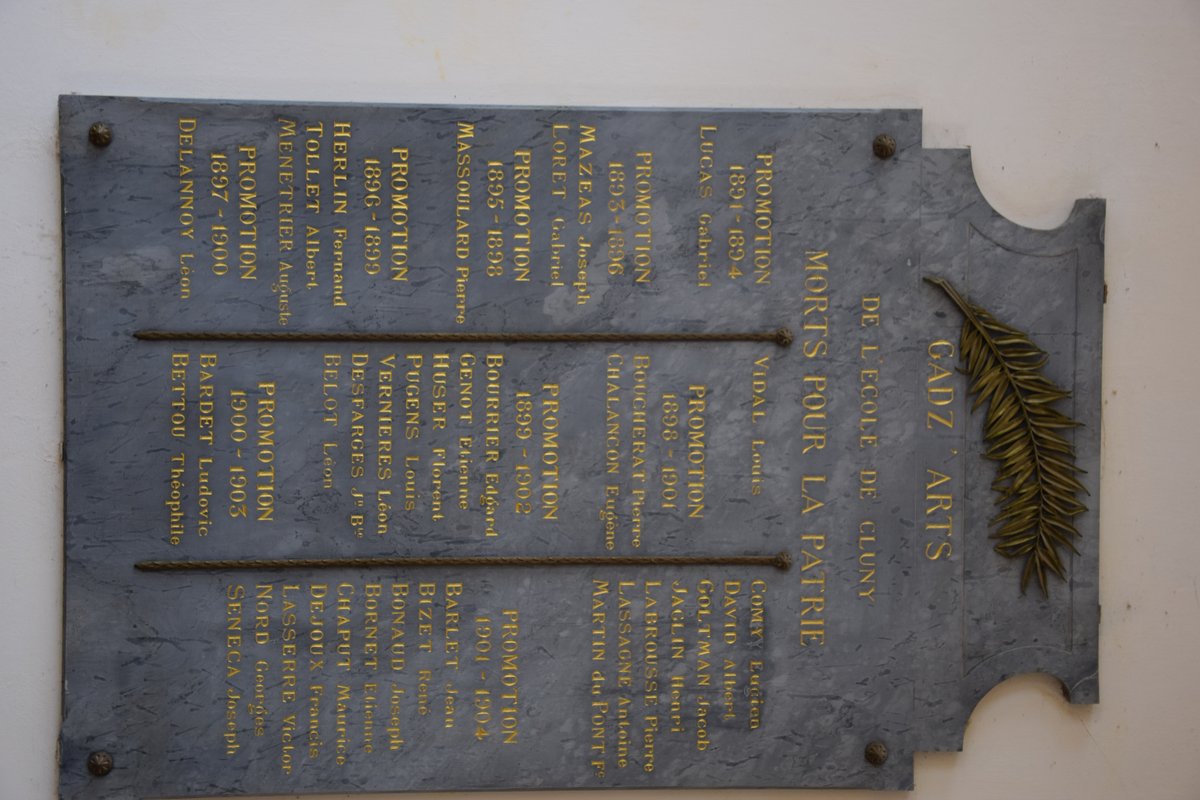 GADZ'ARTS
DE L'ECOLE DE CLUNY
MORTS POUR LA PATRIE
PROMOTION
1891-1894
LUCAS Gabriel
PROMOTION
1893-1896
MAZEAS Joseph
LORET Gabriel
PROMOTION
1895-1898
MASSOULARD Pierre
PROMOTION
1896-1899
HERLIN Fernand
TOLLET Albert
MENETRIER Auguste
PROMOTION
1897-1900
DELANNOY Léon
VIDAL Louis
PROMOTION
1898-1901
BOUCHERAT Pierre
CHALANCON Eugène
PROMOTION
1899-1902
BOURRIER Edgard
GENOT Etienne
HUSER Florent
PUGENS Louis
VERNIERES Léon
DESFARGES Jn Bte
BELOT Léon
PROMOTION
1900-1903
BARDET Ludovic
BETTOU Théophile
COMLY Eugien
DAVID Albert
GOLTMAN Jacob
JACLIN Henri
LABROUSSE Pierre
LASSAGNE Antoine
MARTIN du PONT Fs
PROMOTION
1901-1904
BARLET Jean
BIZET René
BONAUD Joseph
BORNET Etienne
CHAPUT Maurice
DEJOUX Francis
LASSERRE Victor
NORD Georges
SENECA Joseph